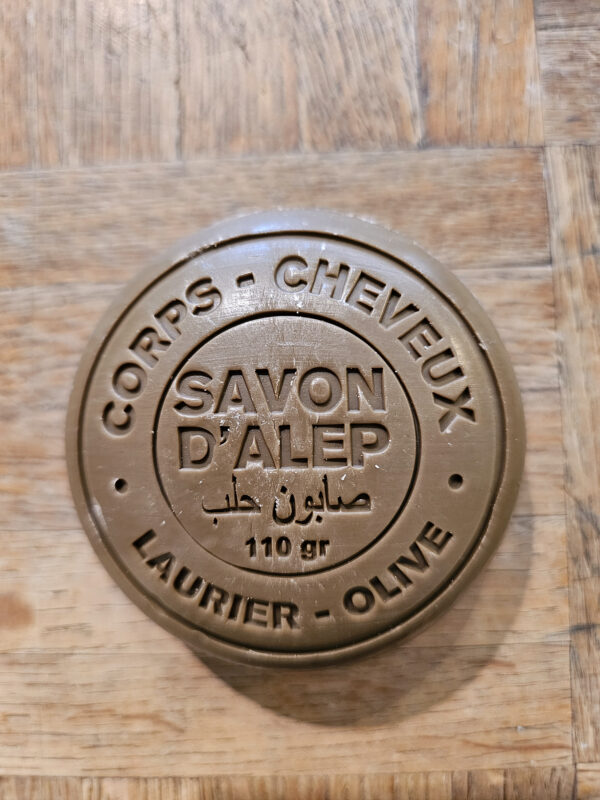 CORPS - CHEVEUX
SAVON
D'ALEP
صابون حلب
110 gr
LAURIER - OLIVE